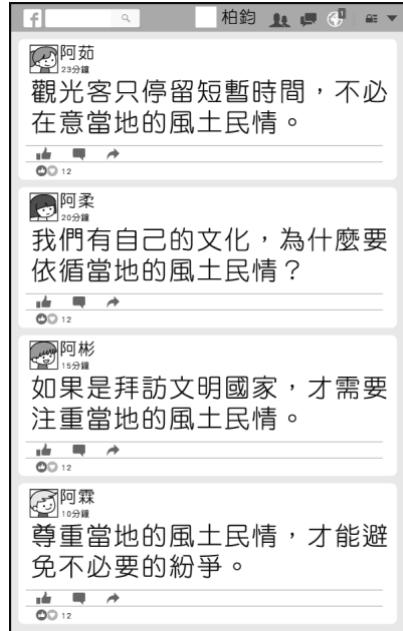 f
柏鈞
阿茹
23分鐘
觀光客只停留短暫時間，不必
在意當地的風土民情。
12
阿柔
20分鐘
我們有自己的文化，為什麼要
依循當地的風土民情？
12
阿彬
15分鐘
如果是拜訪文明國家，才需要
注重當地的風土民情。
12
阿霖
10分鐘
尊重當地的風土民情，才能避
免不必要的紛爭。
12